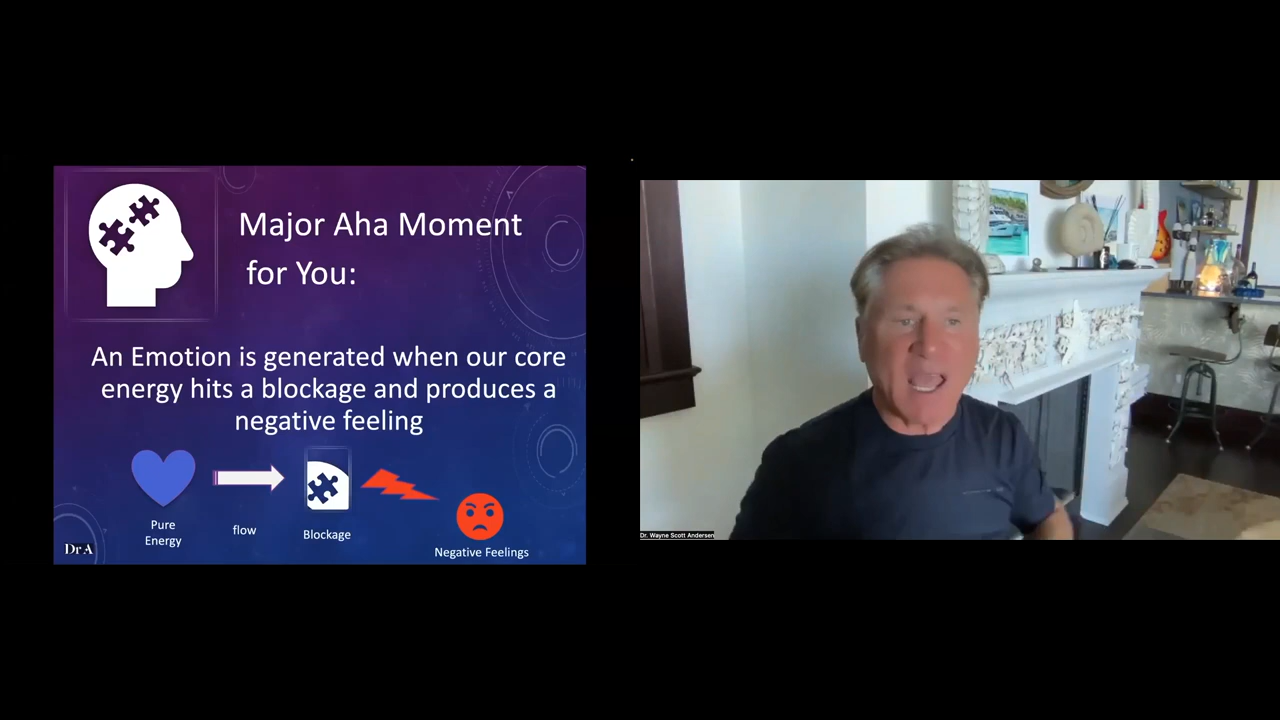 Major Aha Moment
for You:
An Emotion is generated when our core
energy hits a blockage and produces a
negative feeling
Pure
Energy
flow
Blockage
Negative Feelings
Dr A
Dr. Wayne Scott Andersen